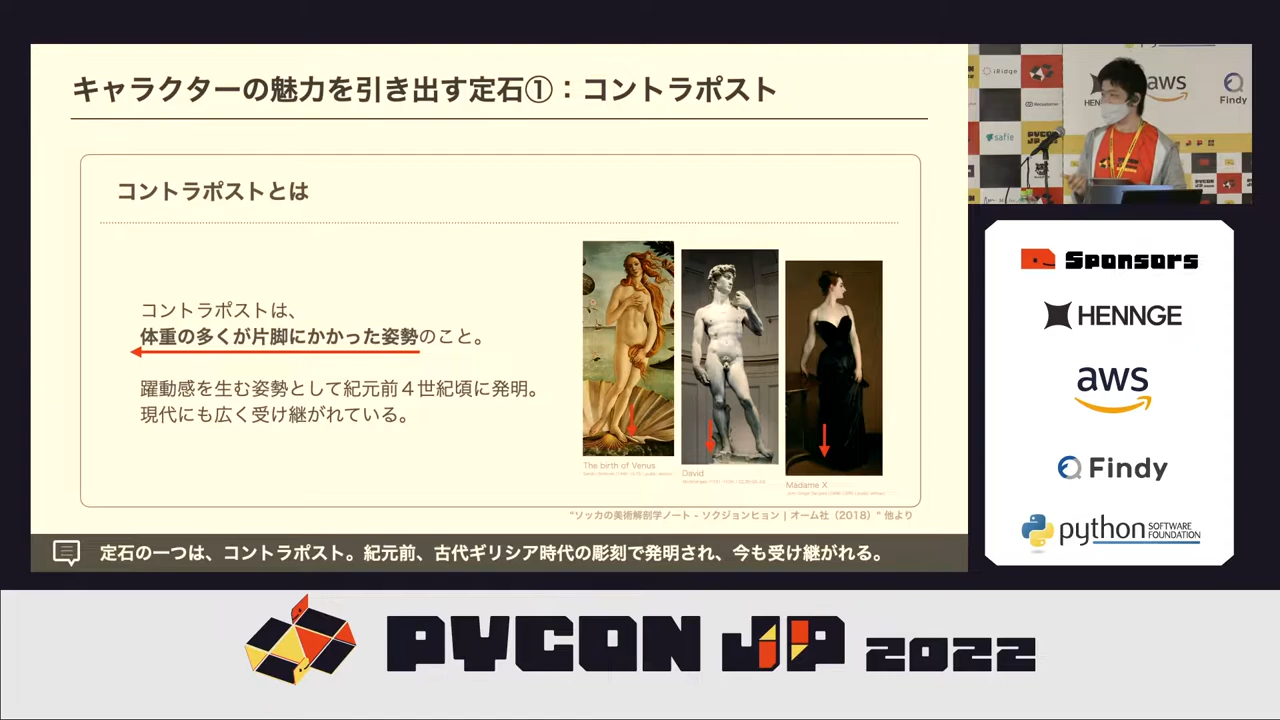 キャラクターの魅力を引き出す定石①：コントラポスト
コントラポストとは
コントラポストは、
体重の多くが片脚にかかった姿勢のこと。
躍動感を生む姿勢として紀元前４世紀頃に発明。
現代にも広く受け継がれている。
The birth of Venus
David
Madame X
“ソッカの美術解剖学ノート - ソクジョンヒョン | オーム社（2018）“ 他より
定石の一つは、コントラポスト。紀元前、古代ギリシア時代の彫刻で発明され、今も受け継がれる。
iRidge
safie
PYCON JP
HEN
aws
Findy
PYCON
Sponsors
HENNGE
aws
Findy
python SOFTWARE FOUNDATION
PYCON JP 2022